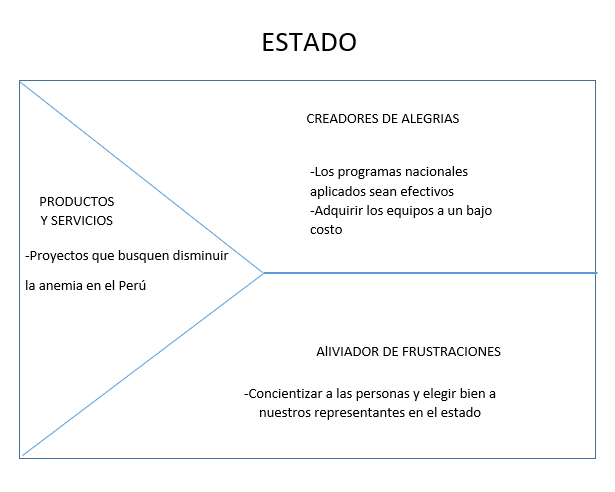 ESTADO
CREADORES DE ALEGRIAS
-Los programas nacionales
aplicados sean efectivos
-Adquirir los equipos a un bajo
costo
PRODUCTOS
Y SERVICIOS
-Proyectos que busquen disminuir
la anemia en el Perú
AlIVIADOR DE FRUSTRACIONES
-Concientizar a las personas y elegir bien a
nuestros representantes en el estado